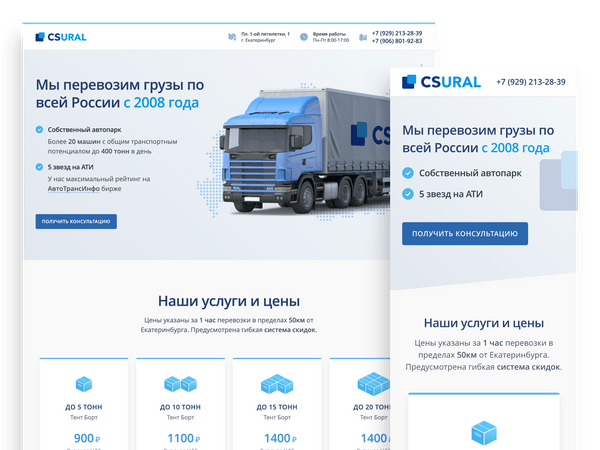 CSURAL
Пл. 1-ой пятилетки, 1
г. Екатеринбург
Время работы
Пн-Пт 8:00-17:00
+7 (929) 213-28-39
+7 (906) 801-92-83
Мы перевозим грузы по
всей России с 2008 года
Собственный автопарк
Более 20 машин с общим транспортным
потенциалом до 400 тонн в день
5 звезд на АТИ
У нас максимальный рейтинг на
АвтоТрансИнфо бирже
ПОЛУЧИТЬ КОНСУЛЬТАЦИЮ
CS
Наши услуги и цены
Цены указаны за 1 час перевозки в пределах 50км от
Екатеринбурга. Предусмотрена гибкая система скидок.
ДО 5 ТОНН
Тент Борт
900 ₽
ДО 10 ТОНН
Тент Борт
1100 ₽
ДО 15 ТОНН
Тент Борт
1400 ₽
ДО 20 ТОНН
Тент Борт
1400
CSURAL
+7 (929) 213-28-39
Мы перевозим грузы по
всей России с 2008 года
Собственный автопарк
5 звезд на АТИ
ПОЛУЧИТЬ КОНСУЛЬТАЦИЮ
Наши услуги и цены
Цены указаны за 1 час перевозки в
пределах 50км от Екатеринбурга.
Предусмотрена гибкая система скидок.